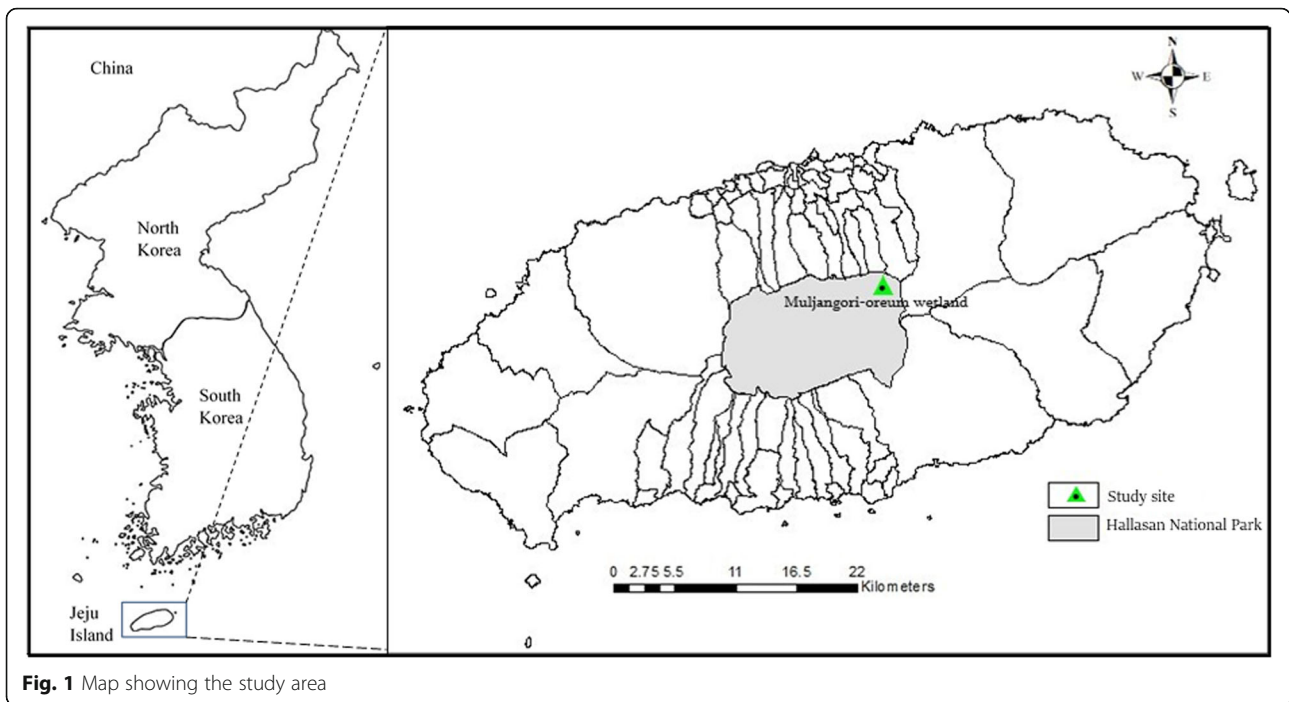 China
North
Korea
South
Korea
Jeju
Island
N
W E
S
Muljangori-oreum wetland
Study site
Hallasan National Park
0 2.75 5.5 11 16.5 22
Kilometers
Fig. 1 Map showing the study area